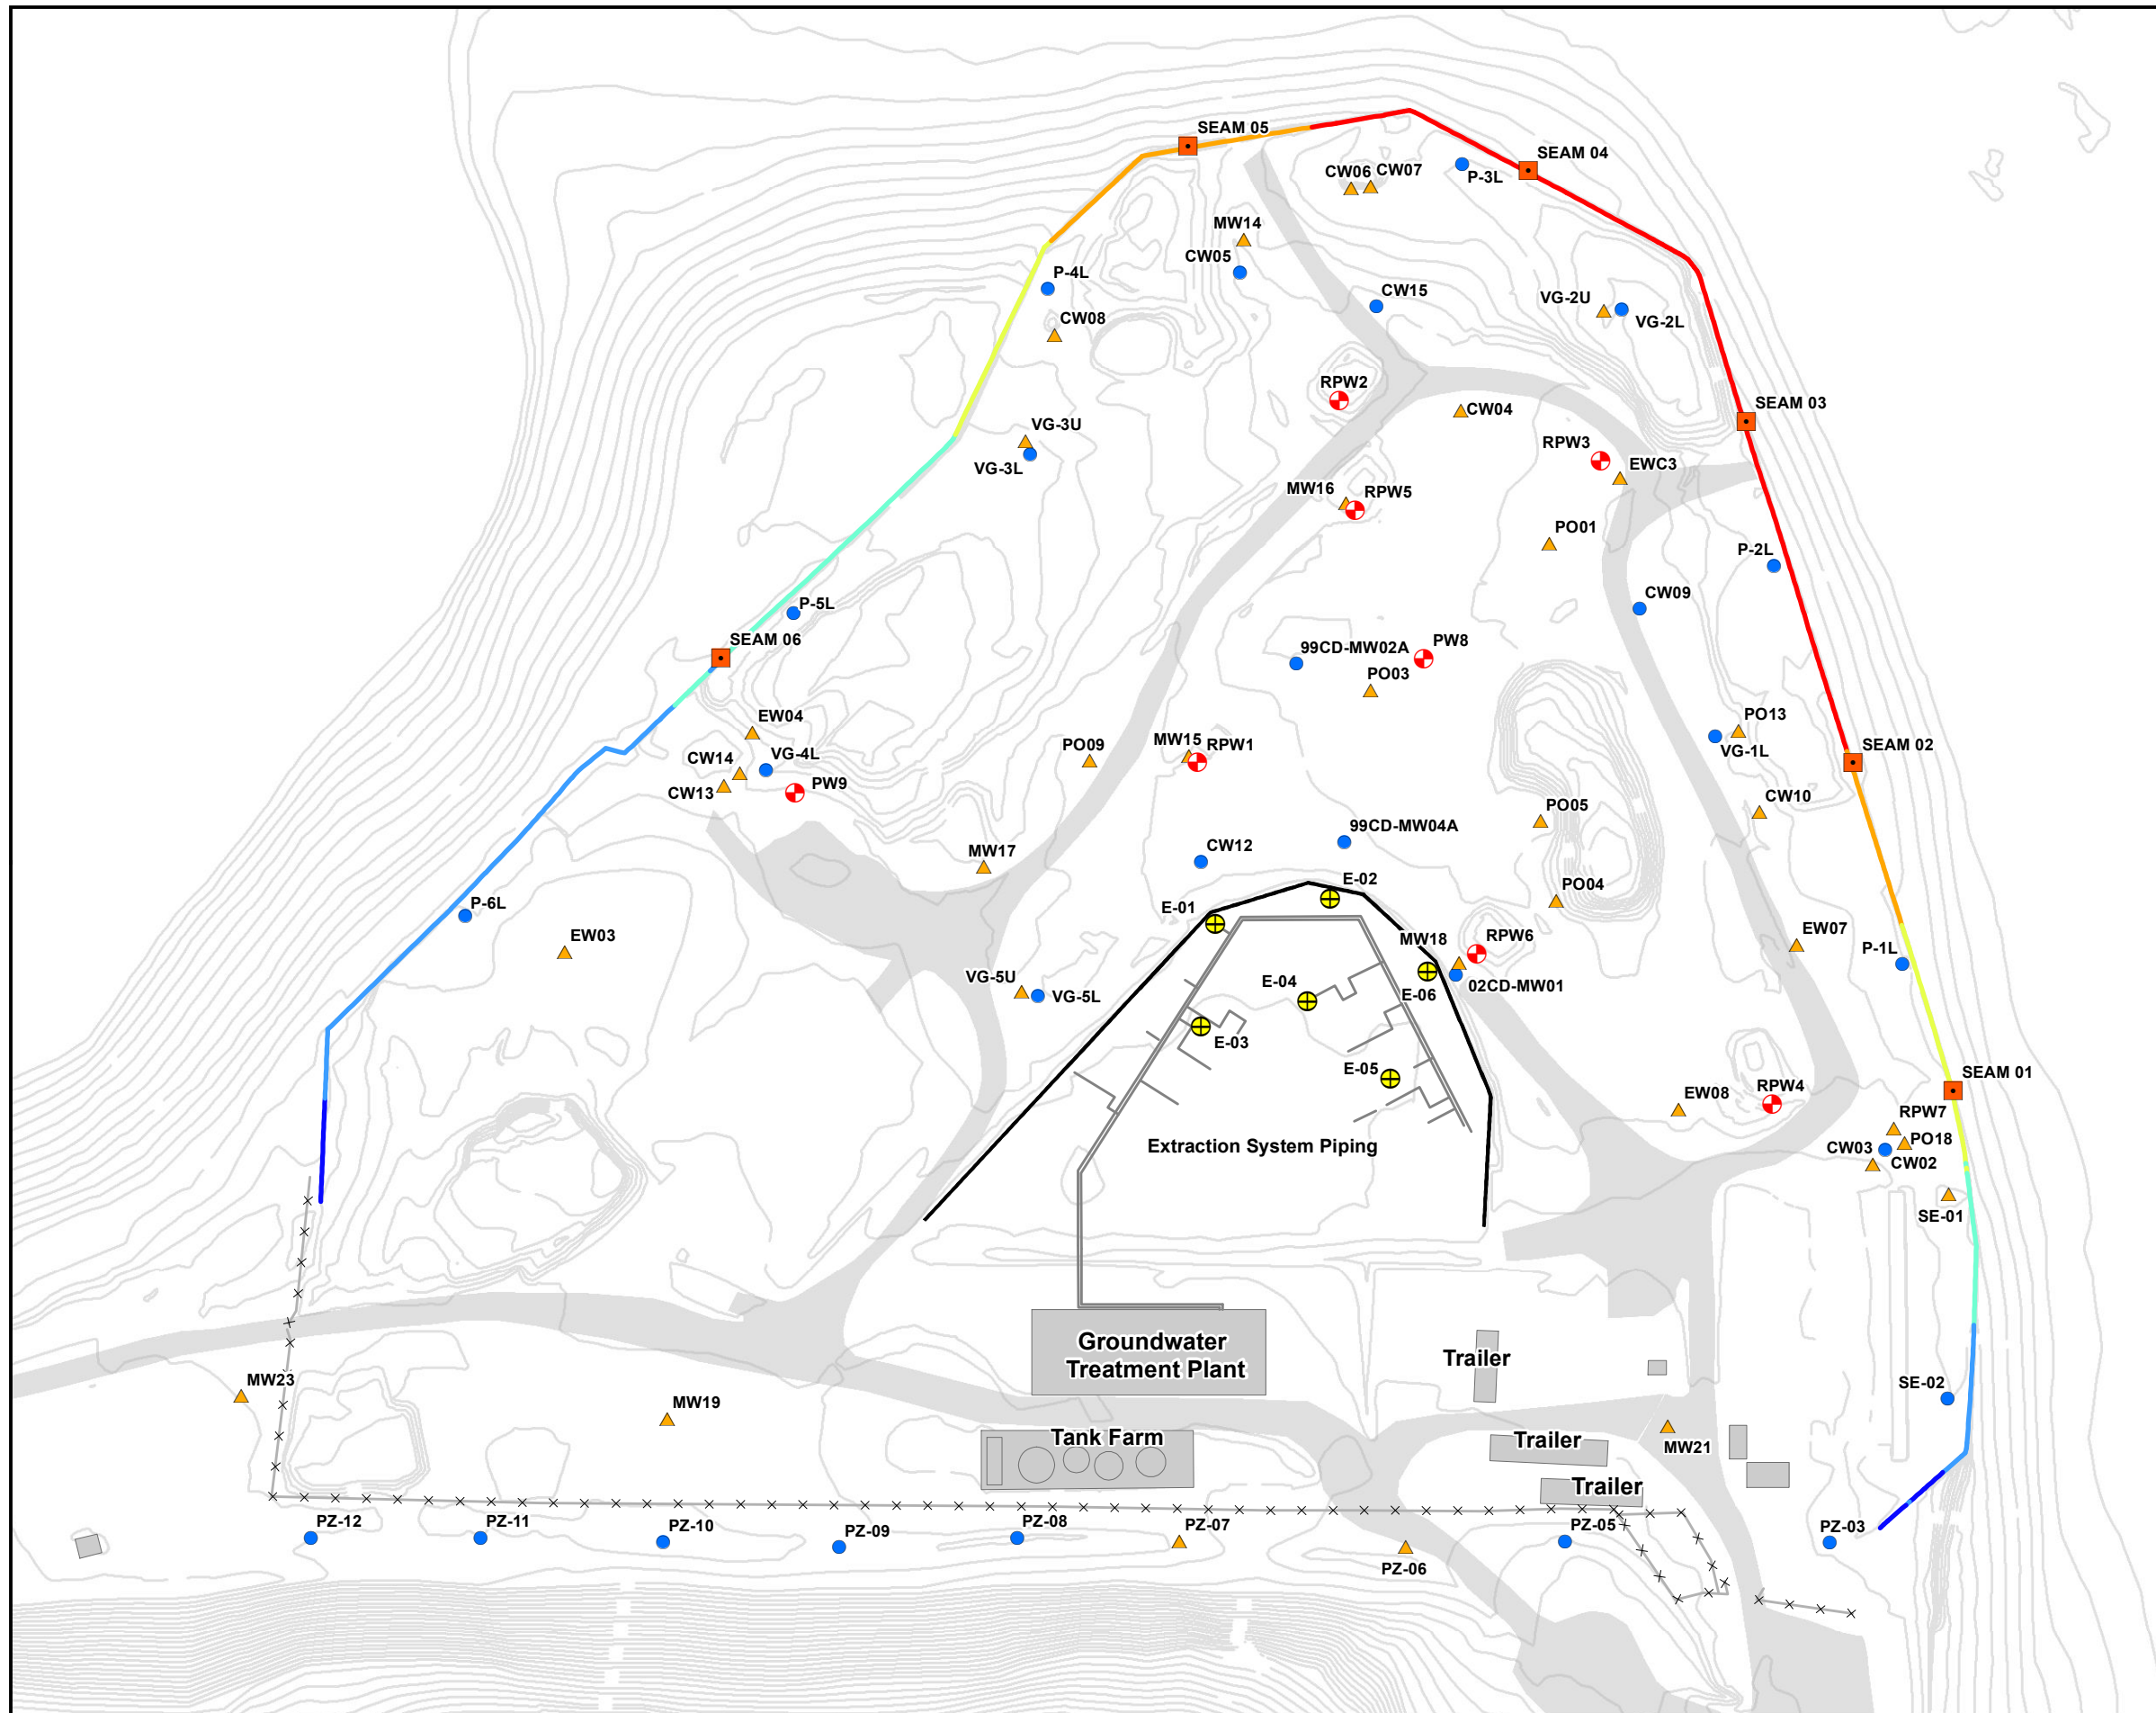 SEAM 05
SEAM 04
CW06
CW07
P-3L
MW14
CW05
P-4L
CW15
VG-2U
VG-2L
CW08
RPW2
CW04
SEAM 03
VG-3U
VG-3L
RPW3
EWC3
MW16
RPW5
PO01
P-2L
P-5L
CW09
SEAM 06
99CD-MW02A
PW8
PO03
EW04
PO13
VG-1L
SEAM 02
CW14
VG-4L
CW13
PW9
PO09
MW15
RPW1
CW10
PO05
99CD-MW04A
CW12
MW17
E-02
PO04
P-6L
E-01
EW03
MW18
RPW6
EW07
P-1L
VG-5U
VG-5L
E-04
E-06
02CD-MW01
E-03
E-05
SEAM 01
EW08
RPW4
RPW7
PO18
CW03
CW02
Extraction System Piping
SE-01
Groundwater
Treatment Plant
Trailer
MW23
MW19
SE-02
Tank Farm
Trailer
MW21
Trailer
PZ-12
PZ-11
PZ-10
PZ-09
PZ-08
PZ-07
PZ-06
PZ-05
PZ-03